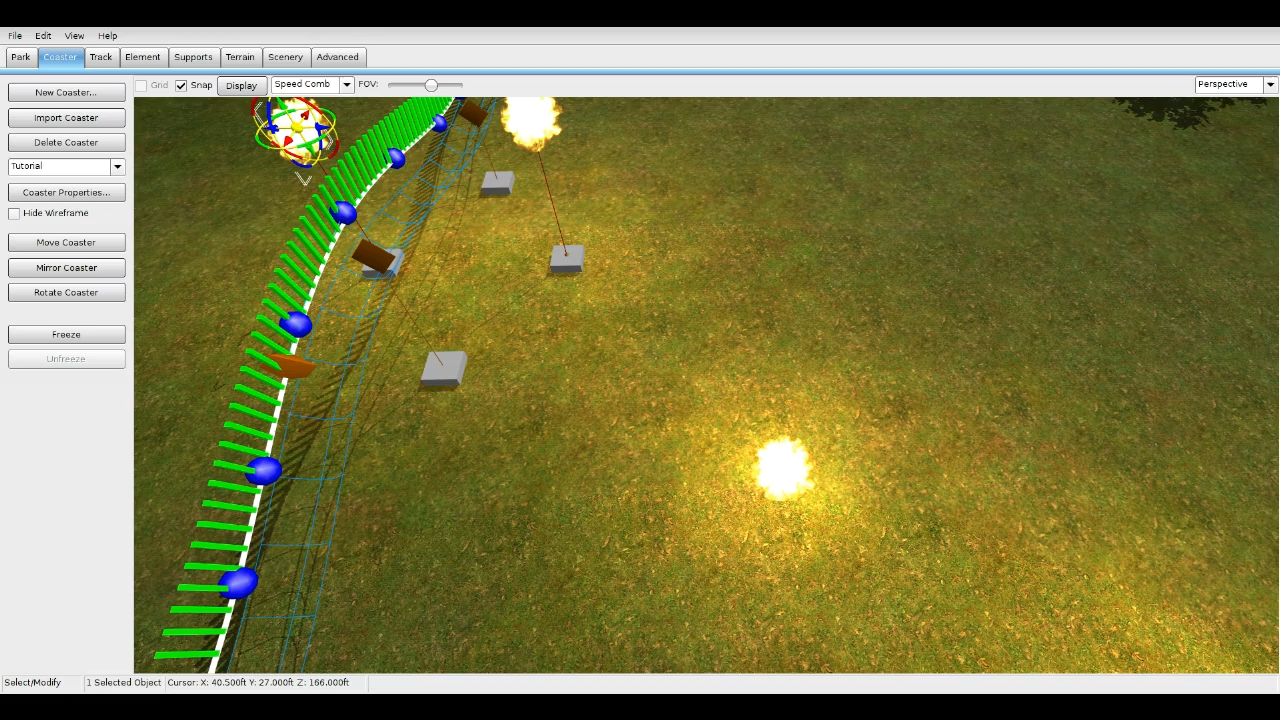 File Edit View Help
Park Coaster Track Element Supports Terrain Scenery Advanced
Grid Snap Display Speed Comb FOV: Perspective
New Coaster...
Import Coaster
Delete Coaster
Tutorial
Coaster Properties...
Hide Wireframe
Move Coaster
Mirror Coaster
Rotate Coaster
Freeze
Unfreeze
Select/Modify 1 Selected Object Cursor: X: 40.500ft Y: 27.000ft Z: 166.000ft